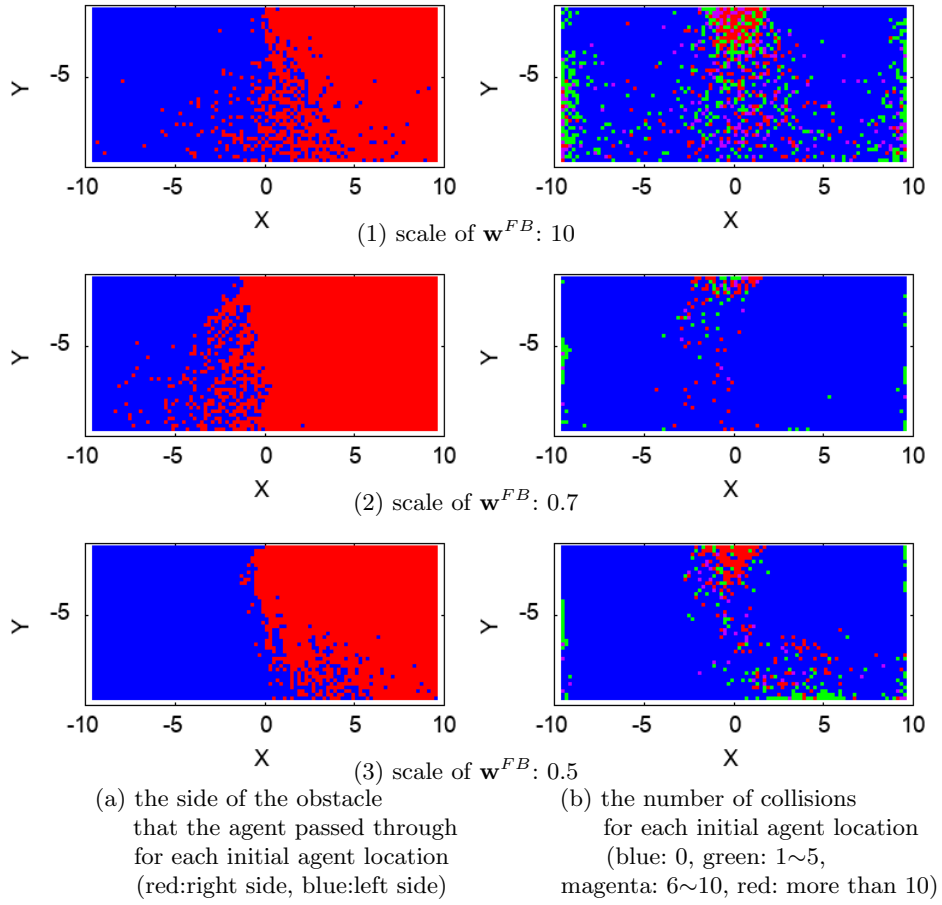 Y
-5
-10 -5 0 5 10
X
Y
-5
-10 -5 0 5 10
X
(1) scale of w^{FB}: 10
Y
-5
-10 -5 0 5 10
X
Y
-5
-10 -5 0 5 10
X
(2) scale of w^{FB}: 0.7
Y
-5
-10 -5 0 5 10
X
Y
-5
-10 -5 0 5 10
X
(3) scale of w^{FB}: 0.5
(a) the side of the obstacle
that the agent passed through
for each initial agent location
(red:right side, blue:left side)
(b) the number of collisions
for each initial agent location
(blue: 0, green: 1∼5,
magenta: 6∼10, red: more than 10)